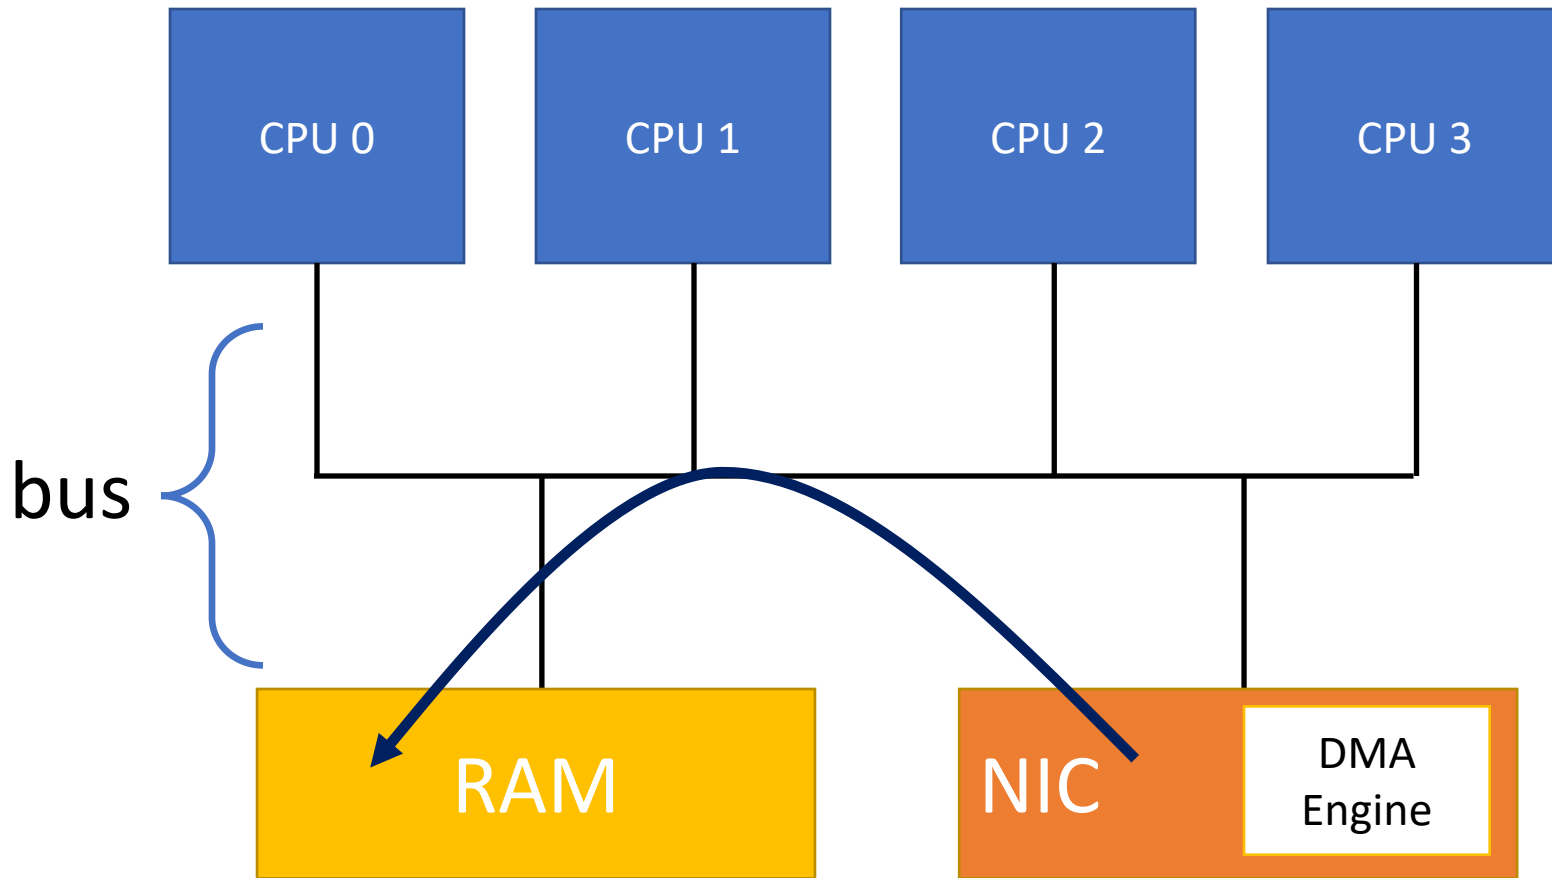 CPU 0
CPU 1
CPU 2
CPU 3
bus
RAM
NIC
DMA
Engine